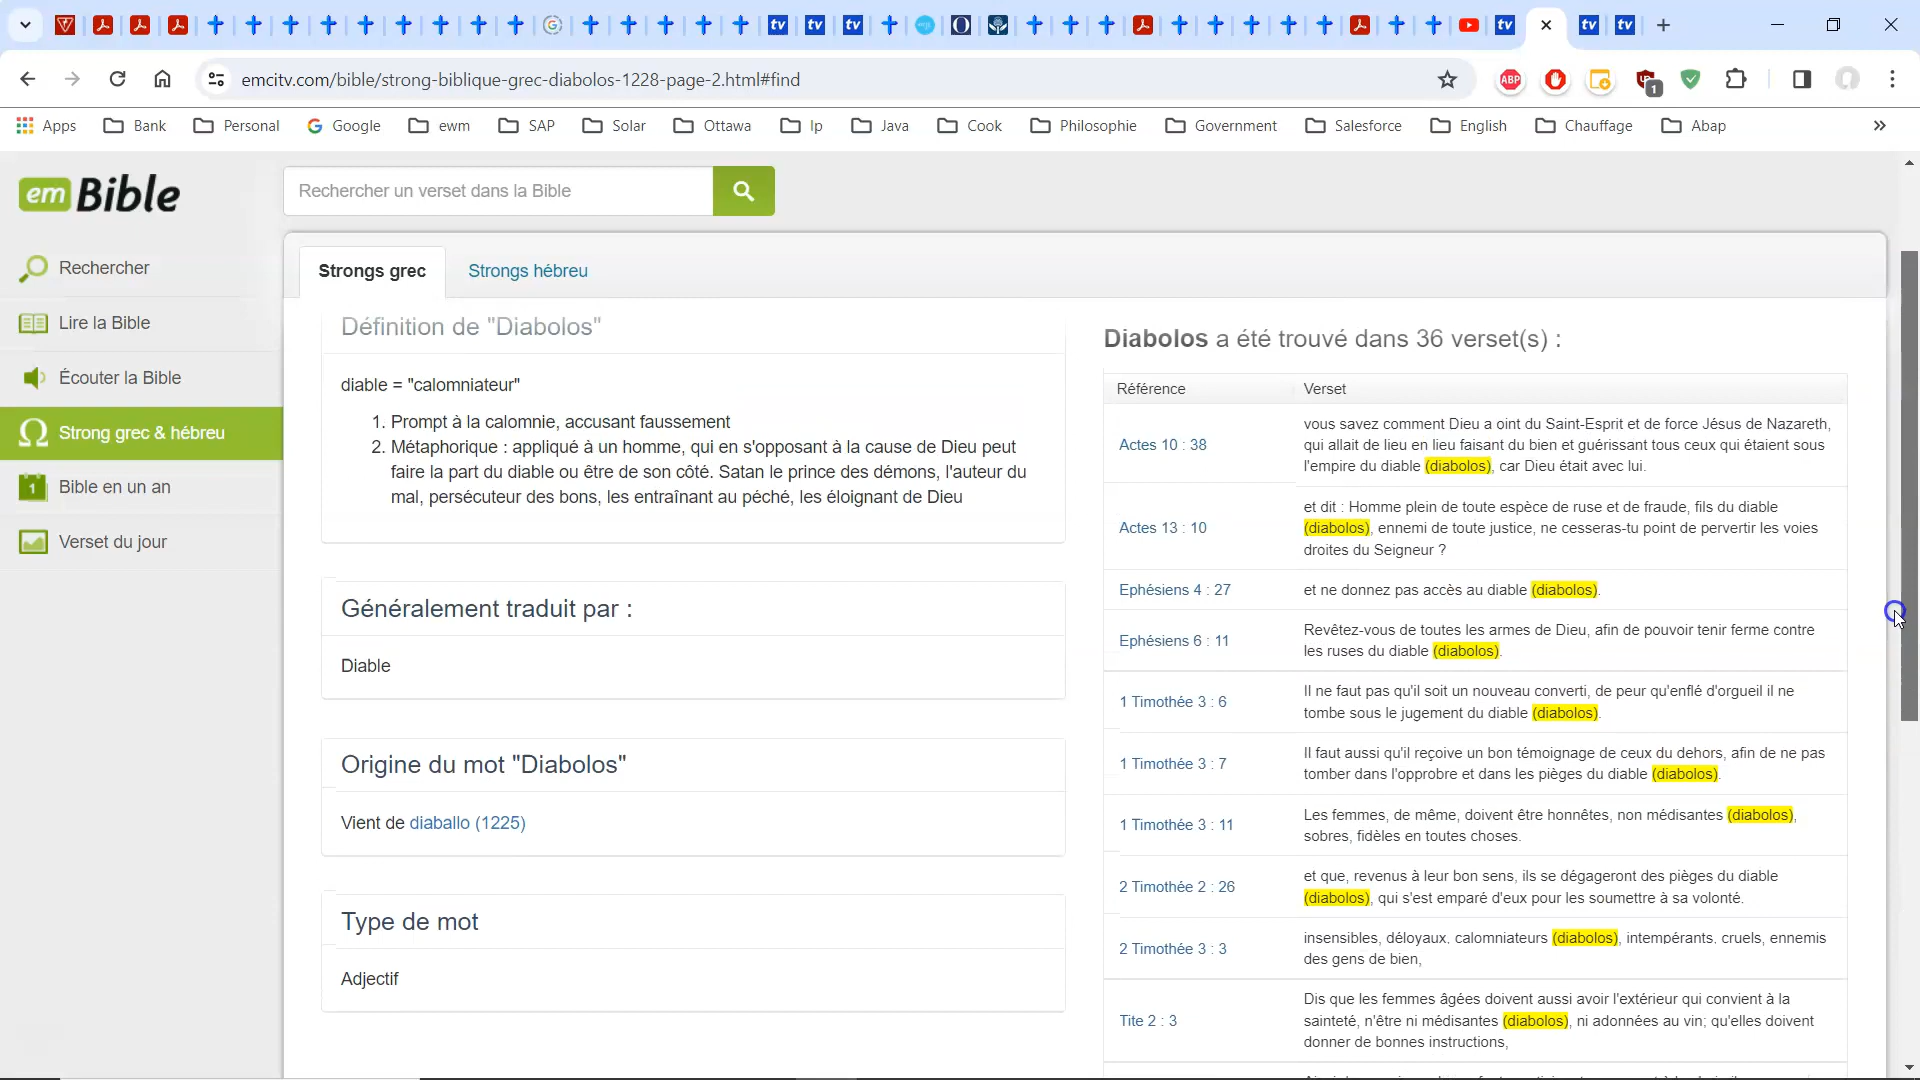 emcitv.com/bible/strong-biblique-grec-diabolos-1228-page-2.html#find
ABP
1
Apps
Bank
Personal
Google
ewm
SAP
Solar
Ottawa
Ip
Java
Cook
Philosophie
Government
Salesforce
English
Chauffage
Abap
»
em Bible
Rechercher un verset dans la Bible
Rechercher
Lire la Bible
Écouter la Bible
Strong grec & hébreu
Bible en un an
Verset du jour
Strongs grec
Strongs hébreu
Définition de "Diabolos"
diable = "calomniateur"
1. Prompt à la calomnie, accusant faussement
2. Métaphorique : appliqué à un homme, qui en s'opposant à la cause de Dieu peut
faire la part du diable ou être de son côté. Satan le prince des démons, l'auteur du
mal, persécuteur des bons, les entraînant au péché, les éloignant de Dieu
Généralement traduit par :
Diable
Origine du mot "Diabolos"
Vient de diaballo (1225)
Type de mot
Adjectif
Diabolos a été trouvé dans 36 verset(s) :
Référence
Verset
Actes 10 : 38
vous savez comment Dieu a oint du Saint-Esprit et de force Jésus de Nazareth,
qui allait de lieu en lieu faisant du bien et guérissant tous ceux qui étaient sous
l'empire du diable (diabolos), car Dieu était avec lui.
Actes 13 : 10
et dit : Homme plein de toute espèce de ruse et de fraude, fils du diable
(diabolos), ennemi de toute justice, ne cesseras-tu point de pervertir les voies
droites du Seigneur ?
Ephésiens 4 : 27
et ne donnez pas accès au diable (diabolos).
Ephésiens 6 : 11
Revêtez-vous de toutes les armes de Dieu, afin de pouvoir tenir ferme contre
les ruses du diable (diabolos).
1 Timothée 3 : 6
Il ne faut pas qu'il soit un nouveau converti, de peur qu'enflé d'orgueil il ne
tombe sous le jugement du diable (diabolos).
1 Timothée 3 : 7
Il faut aussi qu'il reçoive un bon témoignage de ceux du dehors, afin de ne pas
tomber dans l'opprobre et dans les pièges du diable (diabolos).
1 Timothée 3 : 11
Les femmes, de même, doivent être honnêtes, non médisantes (diabolos),
sobres, fidèles en toutes choses.
2 Timothée 2 : 26
et que, revenus à leur bon sens, ils se dégageront des pièges du diable
(diabolos), qui s'est emparé d'eux pour les soumettre à sa volonté.
2 Timothée 3 : 3
insensibles, déloyaux, calomniateurs (diabolos), intempérants, cruels, ennemis
des gens de bien,
Tite 2 : 3
Dis que les femmes âgées doivent aussi avoir l'extérieur qui convient à la
sainteté, n'être ni médisantes (diabolos), ni adonnées au vin; qu'elles doivent
donner de bonnes instructions,